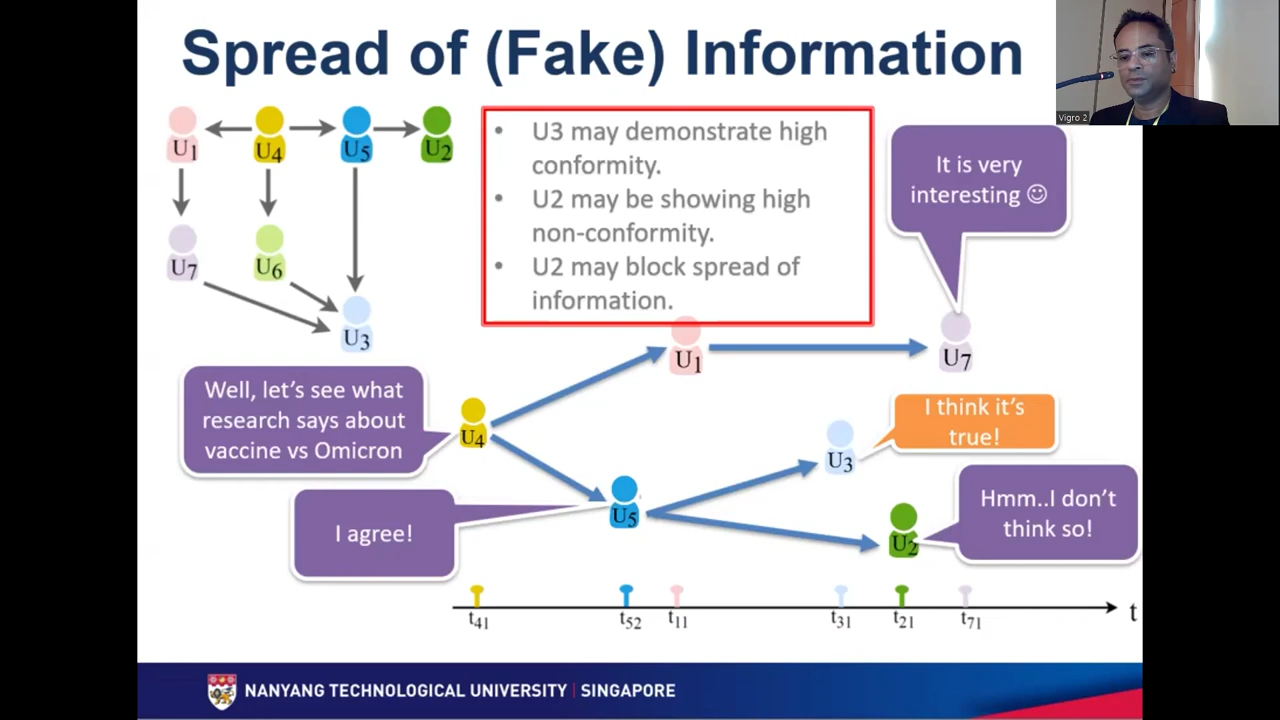 Spread of (Fake) Information
Vigro 2
U1
U4
U5
U2
U7
U6
U3
• U3 may demonstrate high
conformity.
• U2 may be showing high
non-conformity.
• U2 may block spread of
information.
It is very
interesting ☺
U1
U7
Well, let’s see what
research says about
vaccine vs Omicron
U4
U3
I think it’s
true!
I agree!
U5
U2
Hmm..I don’t
think so!
t41
t52
t11
t31
t21
t71
t
NANYANG TECHNOLOGICAL UNIVERSITY | SINGAPORE